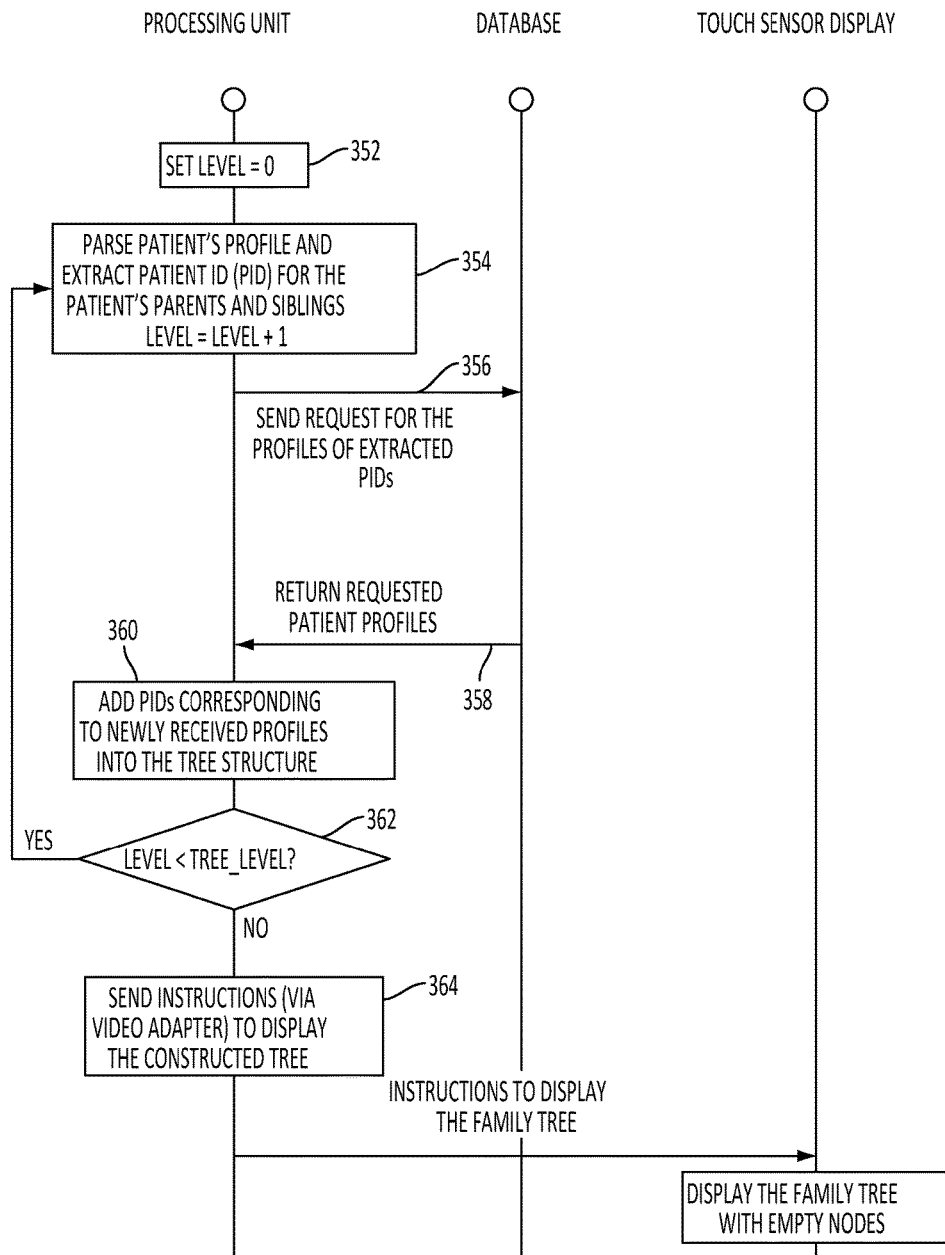 PROCESSING UNIT
DATABASE
TOUCH SENSOR DISPLAY
SET LEVEL = 0
352
PARSE PATIENT'S PROFILE AND
EXTRACT PATIENT ID (PID) FOR THE
PATIENT'S PARENTS AND SIBLINGS
LEVEL = LEVEL + 1
354
356
SEND REQUEST FOR THE
PROFILES OF EXTRACTED
PIDs
RETURN REQUESTED
PATIENT PROFILES
358
360
ADD PIDs CORRESPONDING
TO NEWLY RECEIVED PROFILES
INTO THE TREE STRUCTURE
362
YES
LEVEL < TREE_LEVEL?
NO
SEND INSTRUCTIONS (VIA
VIDEO ADAPTER) TO DISPLAY
THE CONSTRUCTED TREE
364
INSTRUCTIONS TO DISPLAY
THE FAMILY TREE
DISPLAY THE FAMILY TREE
WITH EMPTY NODES